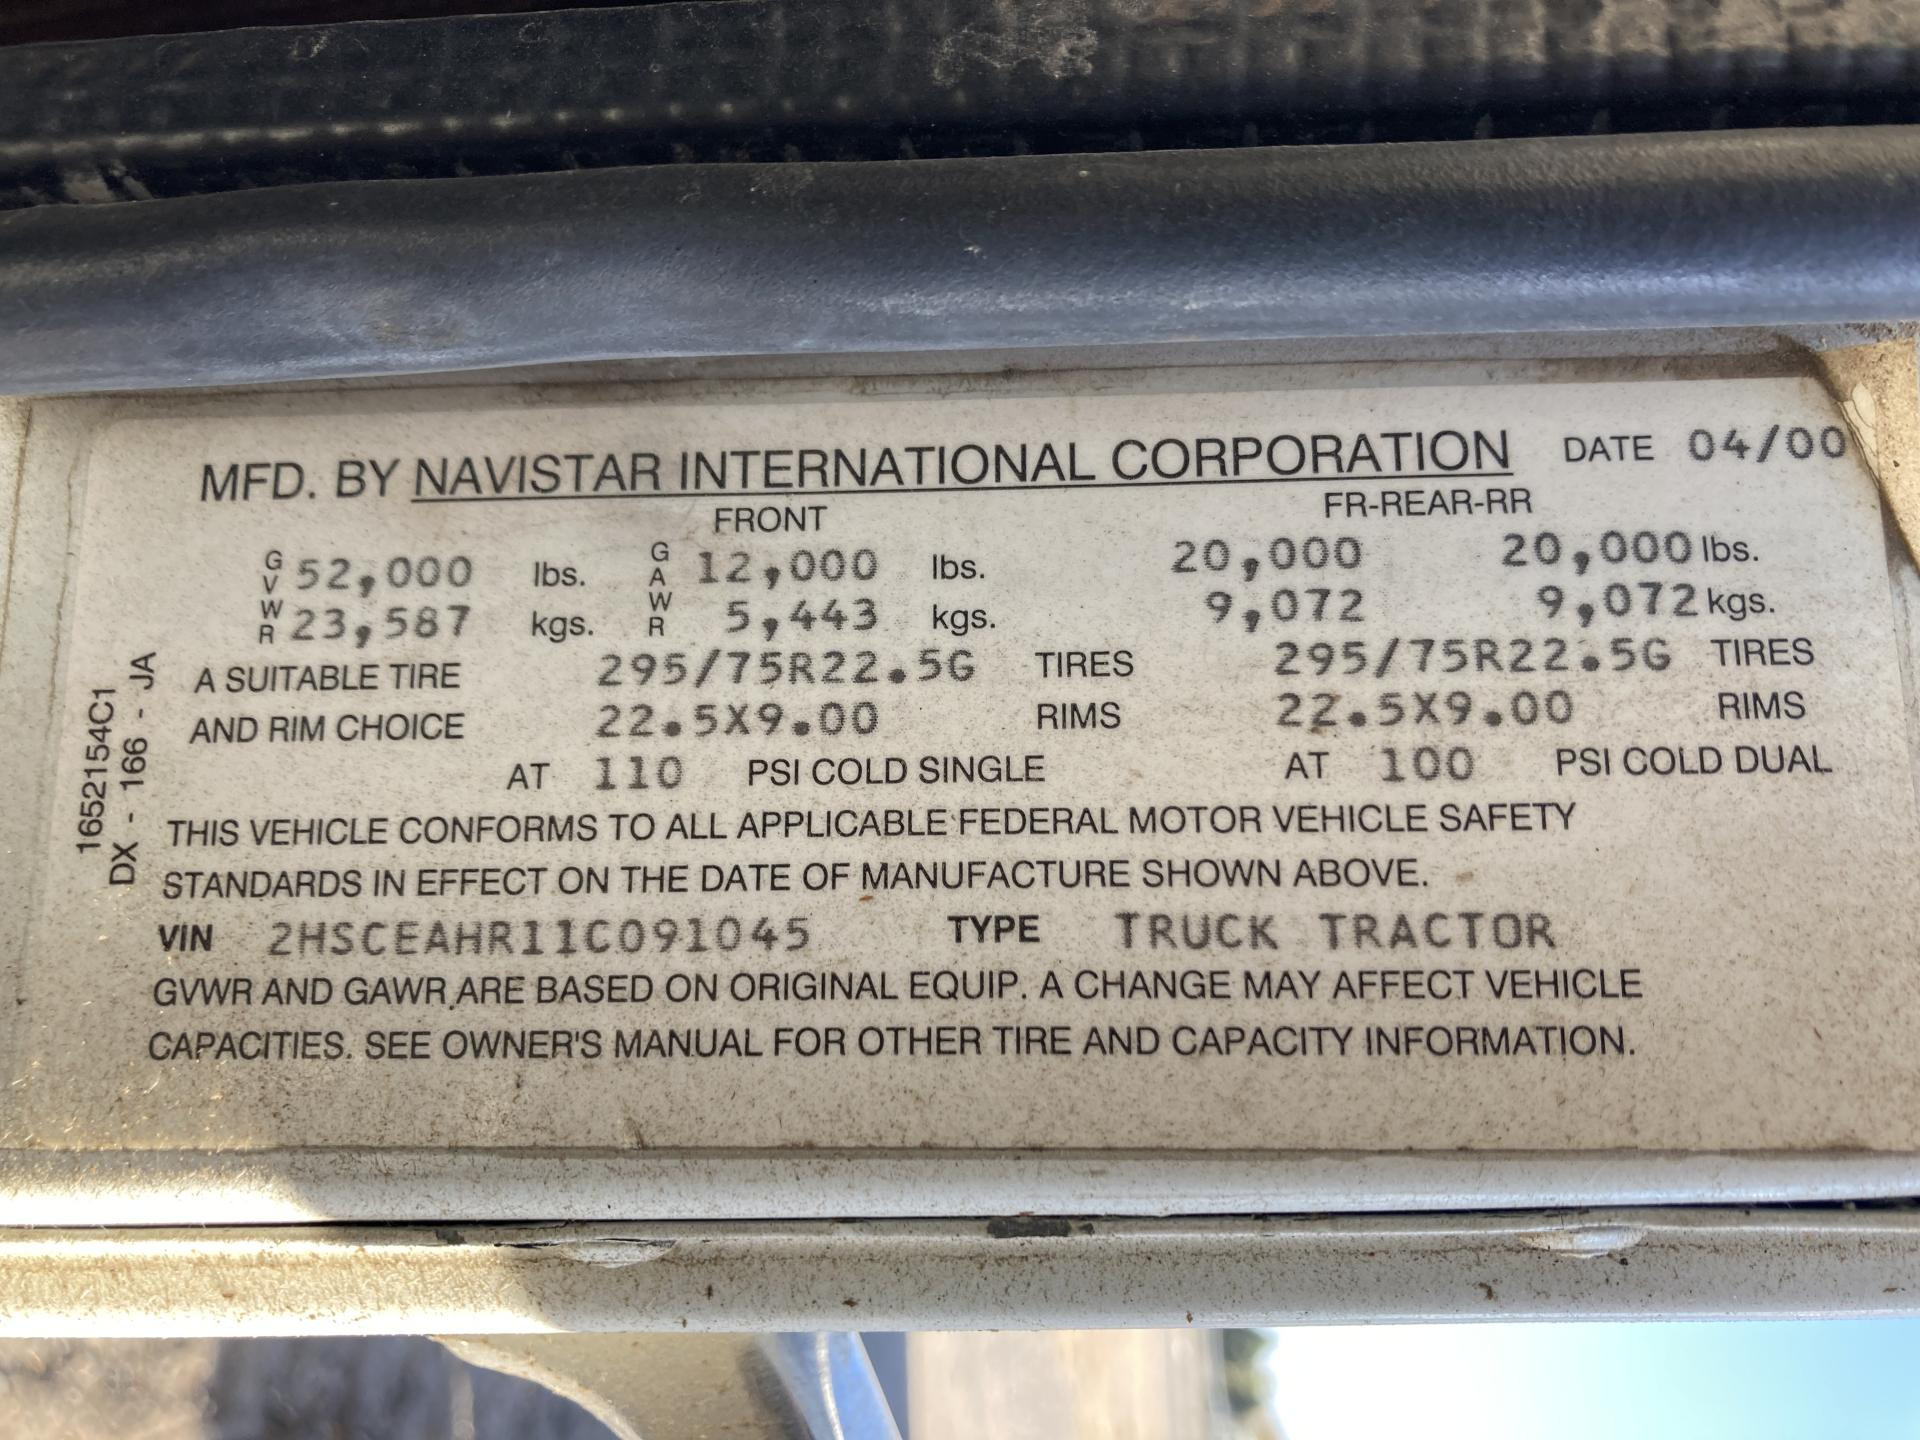 MFD. BY NAVISTAR INTERNATIONAL CORPORATION DATE 04/00
FRONT FR-REAR-RR
GVWR 52,000 lbs. GAWR 12,000 lbs. 20,000 20,000 lbs.
23,587 kgs. 5,443 kgs. 9,072 9,072 kgs.
A SUITABLE TIRE 295/75R22.5G TIRES 295/75R22.5G TIRES
AND RIM CHOICE 22.5X9.00 RIMS 22.5X9.00 RIMS
AT 110 PSI COLD SINGLE AT 100 PSI COLD DUAL
THIS VEHICLE CONFORMS TO ALL APPLICABLE FEDERAL MOTOR VEHICLE SAFETY
STANDARDS IN EFFECT ON THE DATE OF MANUFACTURE SHOWN ABOVE.
VIN 2HSCEAHR11C091045 TYPE TRUCK TRACTOR
GVWR AND GAWR ARE BASED ON ORIGINAL EQUIP. A CHANGE MAY AFFECT VEHICLE
CAPACITIES. SEE OWNER'S MANUAL FOR OTHER TIRE AND CAPACITY INFORMATION.
1652154C1
DX - 166 - JA